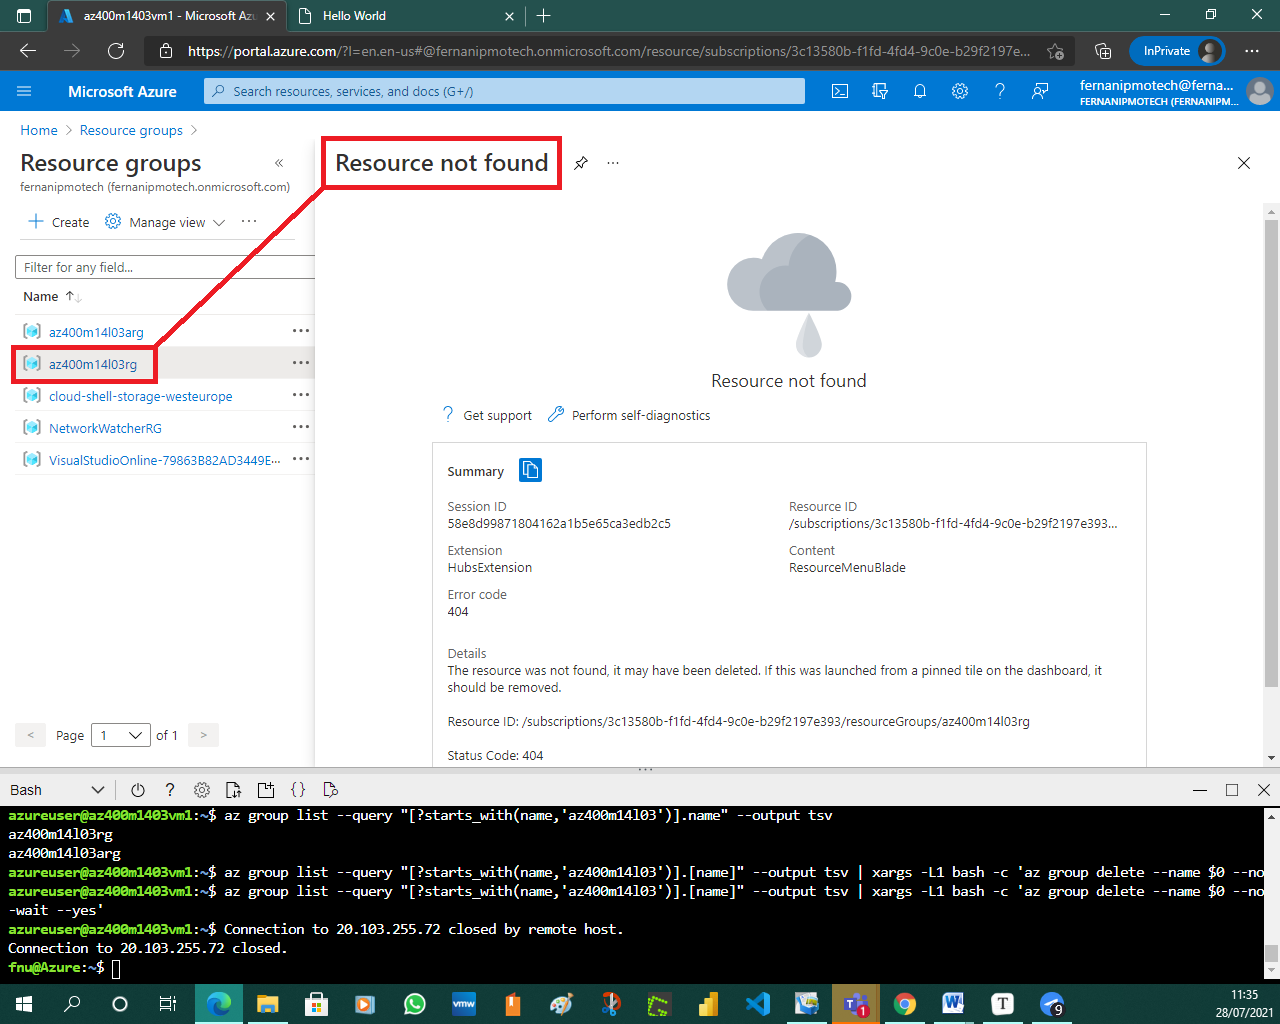 az400m1403vm1 - Microsoft Az
Hello World
https://portal.azure.com/?l=en.en-us#@fernanipmotech.onmicrosoft.com/resource/subscriptions/3c13580b-f1fd-4fd4-9c0e-b29f2197e...
InPrivate
Microsoft Azure
Search resources, services, and docs (G+/)
fernanipmotech@ferna...
FERNANIPMOTECH (FERNANIPM...
Home > Resource groups >
Resource groups
fernanipmotech (fernanipmotech.onmicrosoft.com)
Create
Manage view
Filter for any field...
Name
az400m14l03arg
az400m14l03rg
cloud-shell-storage-westeurope
NetworkWatcherRG
VisualStudioOnline-79863B82AD3449E...
< Page 1 of 1 >
Resource not found
Resource not found
Get support
Perform self-diagnostics
Summary
Session ID
58e8d99871804162a1b5e65ca3edb2c5
Resource ID
/subscriptions/3c13580b-f1fd-4fd4-9c0e-b29f2197e393...
Extension
HubsExtension
Content
ResourceMenuBlade
Error code
404
Details
The resource was not found, it may have been deleted. If this was launched from a pinned tile on the dashboard, it
should be removed.
Resource ID: /subscriptions/3c13580b-f1fd-4fd4-9c0e-b29f2197e393/resourceGroups/az400m14l03rg
Status Code: 404
Bash
azureuser@az400m1403vm1:~$ az group list --query "[?starts_with(name,'az400m14l03')].name" --output tsv
az400m14l03rg
az400m14l03arg
azureuser@az400m1403vm1:~$ az group list --query "[?starts_with(name,'az400m14l03')].[name]" --output tsv | xargs -L1 bash -c 'az group delete --name $0 --no
azureuser@az400m1403vm1:~$ az group list --query "[?starts_with(name,'az400m14l03')].[name]" --output tsv | xargs -L1 bash -c 'az group delete --name $0 --no
-wait --yes'
azureuser@az400m1403vm1:~$ Connection to 20.103.255.72 closed by remote host.
Connection to 20.103.255.72 closed.
fnu@Azure:~$
vmw
W
T
1
9
11:35
28/07/2021